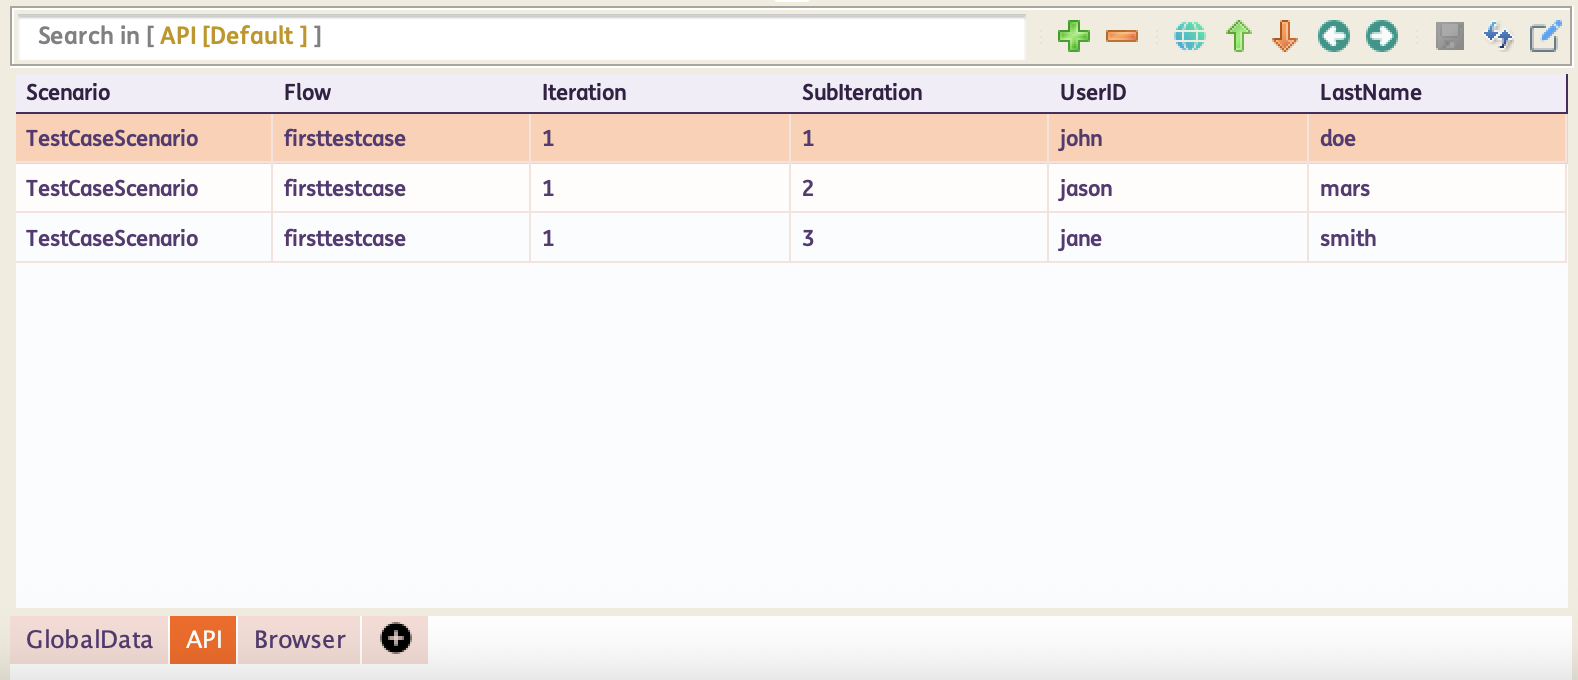 Search in [ API [Default ] ]
Scenario Flow Iteration SubIteration UserID LastName
TestCaseScenario firsttestcase 1 1 john doe
TestCaseScenario firsttestcase 1 2 jason mars
TestCaseScenario firsttestcase 1 3 jane smith
GlobalData API Browser